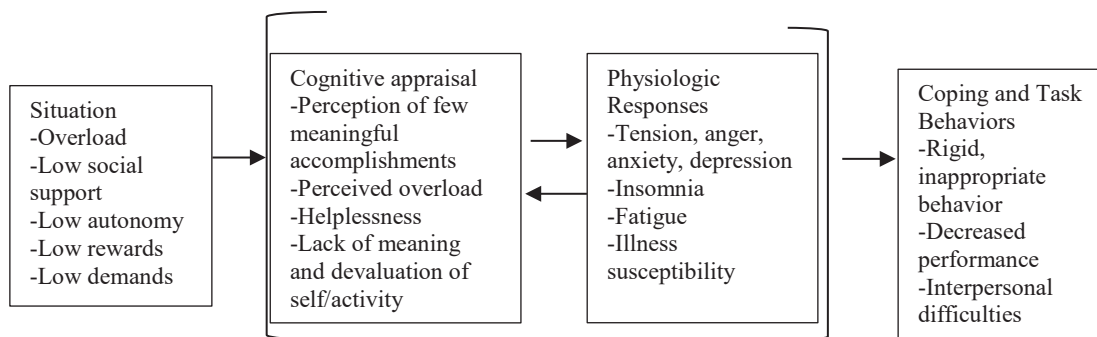 Situation
-Overload
-Low social
support
-Low autonomy
-Low rewards
-Low demands
Cognitive appraisal
-Perception of few
meaningful
accomplishments
-Perceived overload
-Helplessness
-Lack of meaning
and devaluation of
self/activity
Physiologic
Responses
-Tension, anger,
anxiety, depression
-Insomnia
-Fatigue
-Illness
susceptibility
Coping and Task
Behaviors
-Rigid,
inappropriate
behavior
-Decreased
performance
-Interpersonal
difficulties